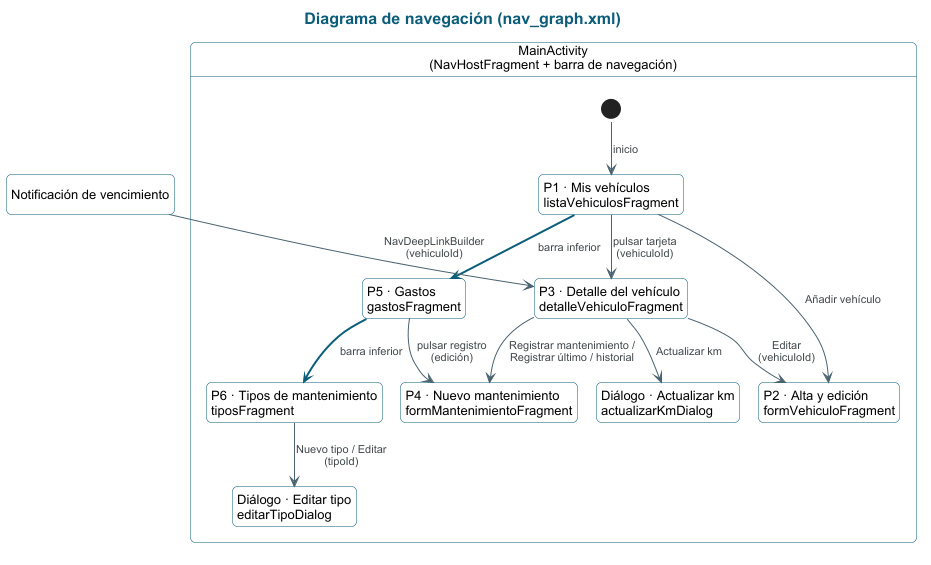 Diagrama de navegación (nav_graph.xml)
MainActivity
(NavHostFragment + barra de navegación)
inicio
Notificación de vencimiento
P1 · Mis vehículos
listaVehiculosFragment
NavDeepLinkBuilder
(vehiculoId)
barra inferior
pulsar tarjeta
(vehiculoId)
Añadir vehículo
P5 · Gastos
gastosFragment
P3 · Detalle del vehículo
detalleVehiculoFragment
barra inferior
pulsar registro
(edición)
Registrar mantenimiento /
Registrar último / historial
Actualizar km
Editar
(vehiculoId)
P6 · Tipos de mantenimiento
tiposFragment
P4 · Nuevo mantenimiento
formMantenimientoFragment
Diálogo · Actualizar km
actualizarKmDialog
P2 · Alta y edición
formVehiculoFragment
Nuevo tipo / Editar
(tipoId)
Diálogo · Editar tipo
editarTipoDialog